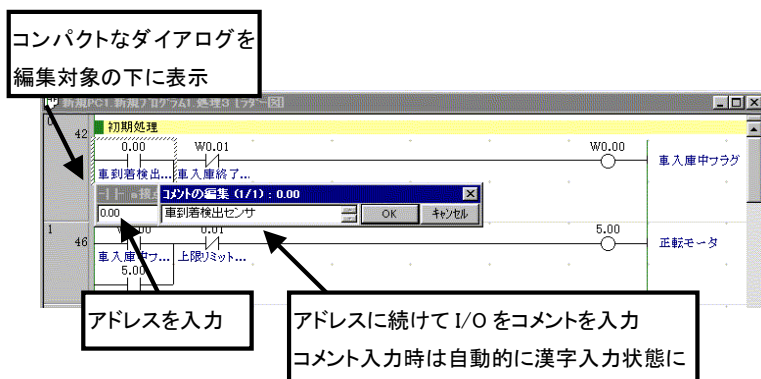 コンパクトなダイアログを
編集対象の下に表示
新規PC1.新規プログラム1.処理3 [ラダー図]
0
42
初期処理
0.00 W0.01 W0.00
車入庫中フラグ
車到着検出... 車入庫終了...
a接点
コメントの編集 (1/1) : 0.00
0.00 車到着検出センサ OK キャンセル
1
46
0.01 5.00
正転モータ
車入庫中フ... 上限リミット...
5.00
アドレスを入力
アドレスに続けて I/O をコメントを入力
コメント入力時は自動的に漢字入力状態に